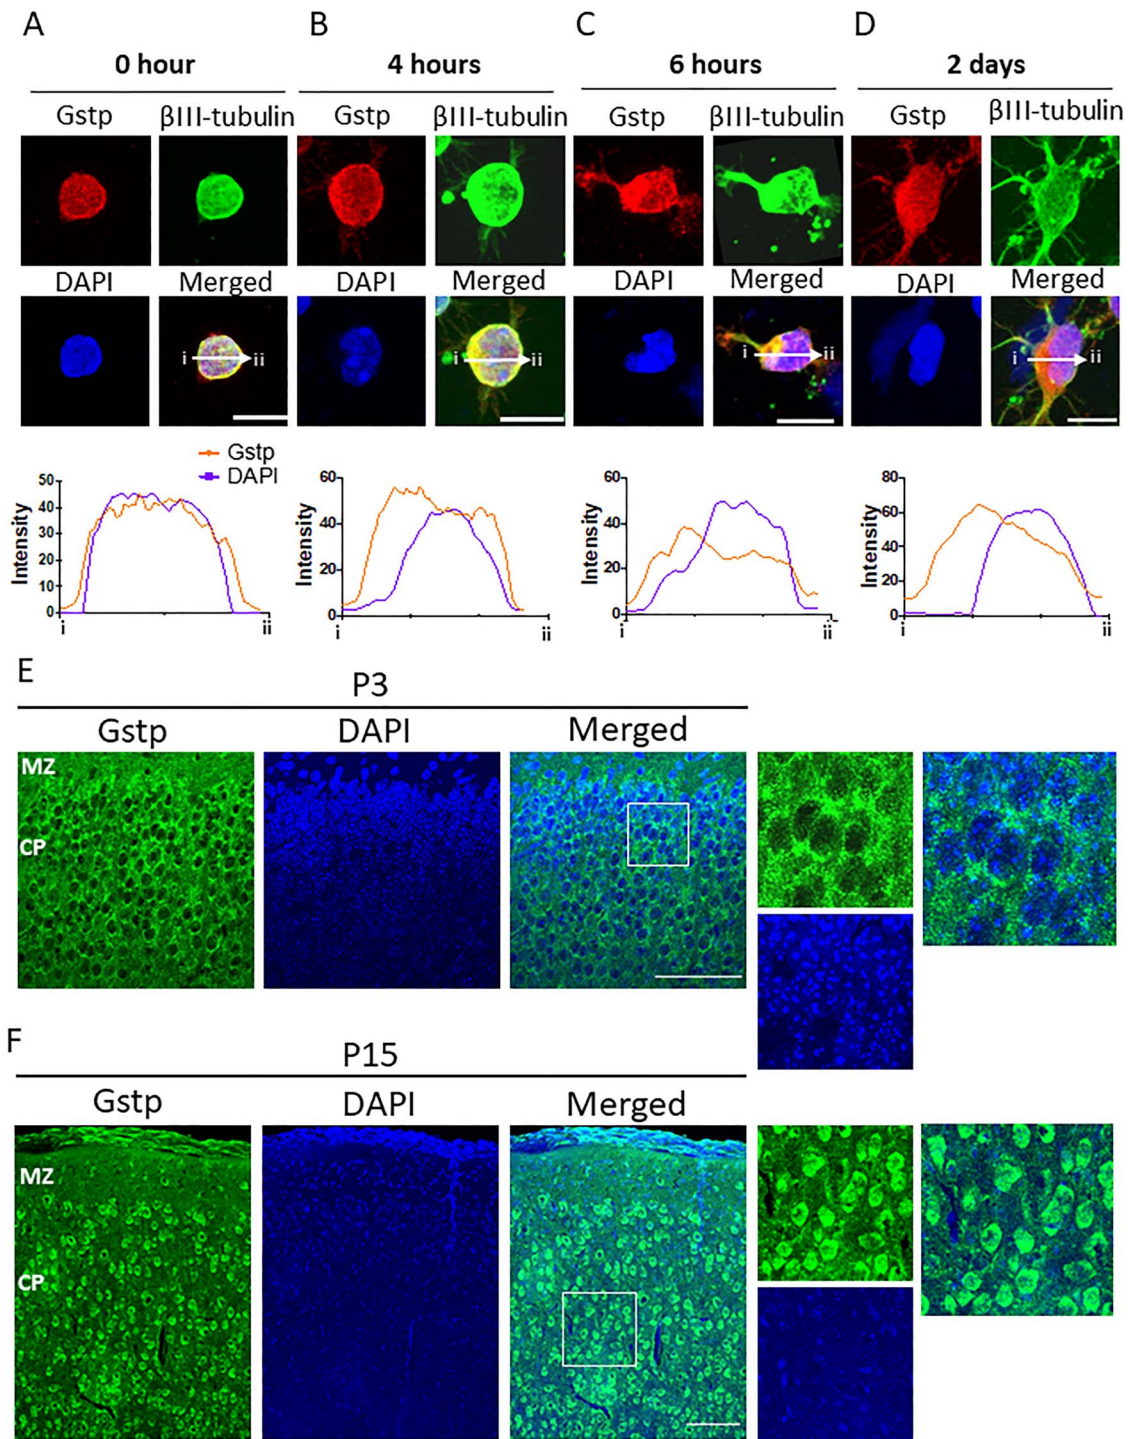 A B C D
0 hour 4 hours 6 hours 2 days
Gstp βIII-tubulin Gstp βIII-tubulin Gstp βIII-tubulin Gstp βIII-tubulin
DAPI Merged DAPI Merged DAPI Merged DAPI Merged
i ii i ii i ii i ii
Gstp
DAPI
Intensity
50
40
30
20
10
0
i ii
Intensity
60
40
20
0
i ii
Intensity
60
40
20
0
i ii
Intensity
80
60
40
20
0
i ii
E
P3
Gstp DAPI Merged
MZ
CP
F
P15
Gstp DAPI Merged
MZ
CP